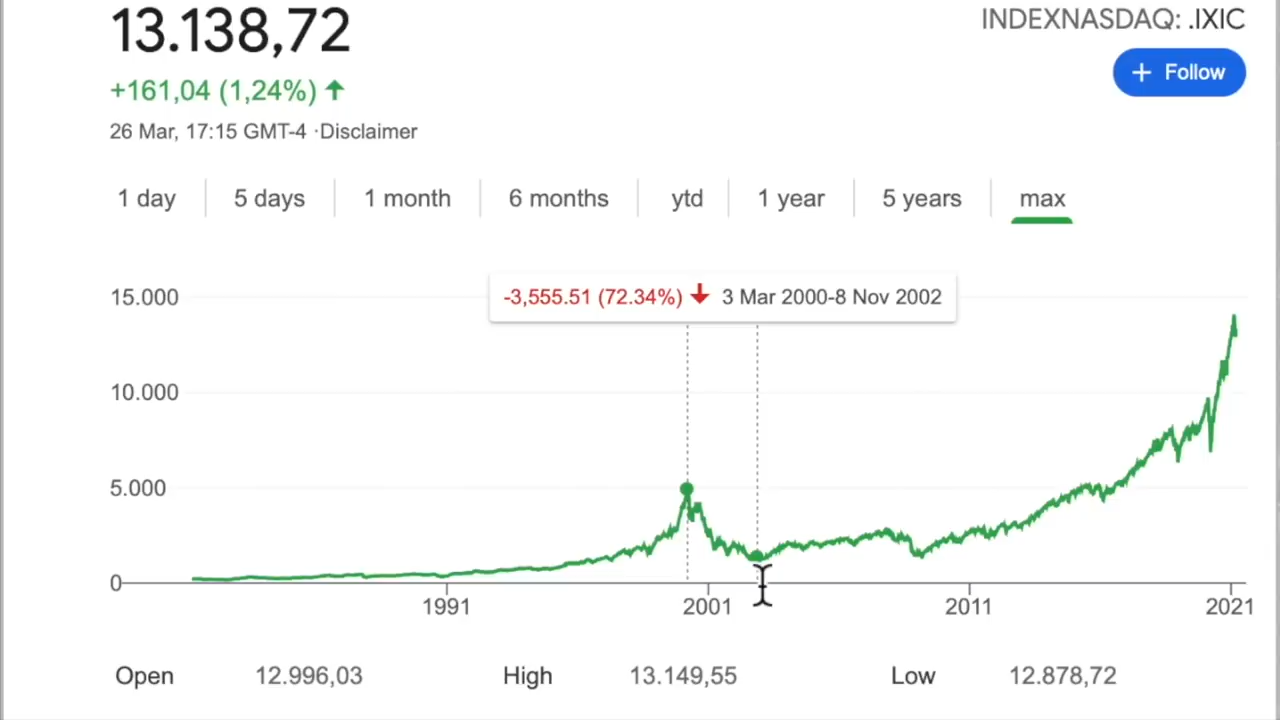 13.138,72
INDEXNASDAQ: .IXIC
+161,04 (1,24%) ↑
+ Follow
26 Mar, 17:15 GMT-4 ·Disclaimer
1 day 5 days 1 month 6 months ytd 1 year 5 years max
-3,555.51 (72.34%) ↓ 3 Mar 2000-8 Nov 2002
15.000
10.000
5.000
0
1991 2001 2011 2021
Open 12.996,03 High 13.149,55 Low 12.878,72